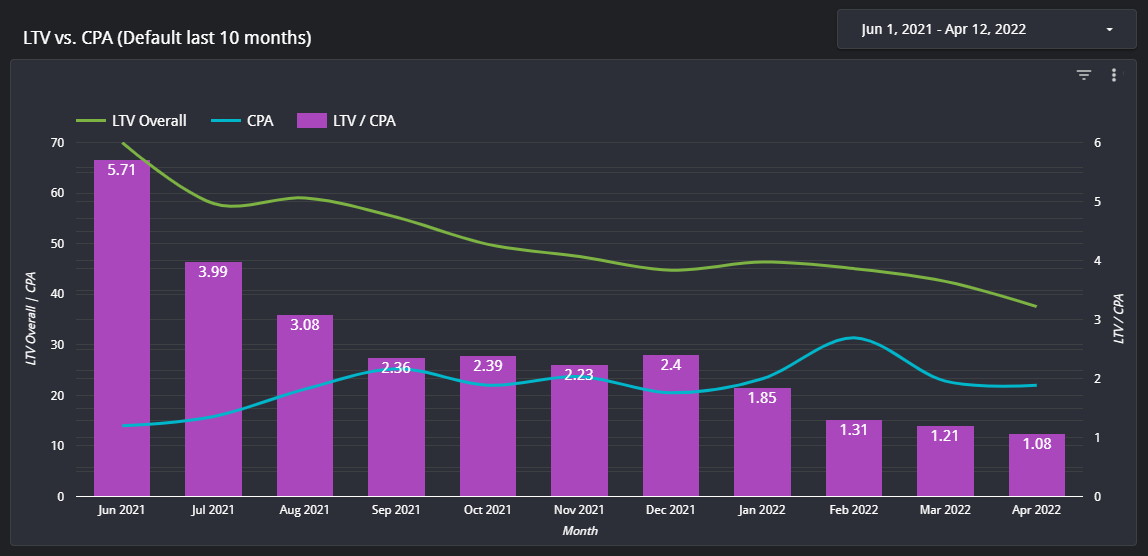 LTV vs. CPA (Default last 10 months)
Jun 1, 2021 - Apr 12, 2022
LTV Overall
CPA
LTV / CPA
70
60
50
40
30
20
10
0
LTV Overall | CPA
5.71
3.99
3.08
2.36
2.39
2.23
2.4
1.85
1.31
1.21
1.08
6
5
4
3
2
1
0
LTV / CPA
Jun 2021
Jul 2021
Aug 2021
Sep 2021
Oct 2021
Nov 2021
Dec 2021
Jan 2022
Feb 2022
Mar 2022
Apr 2022
Month